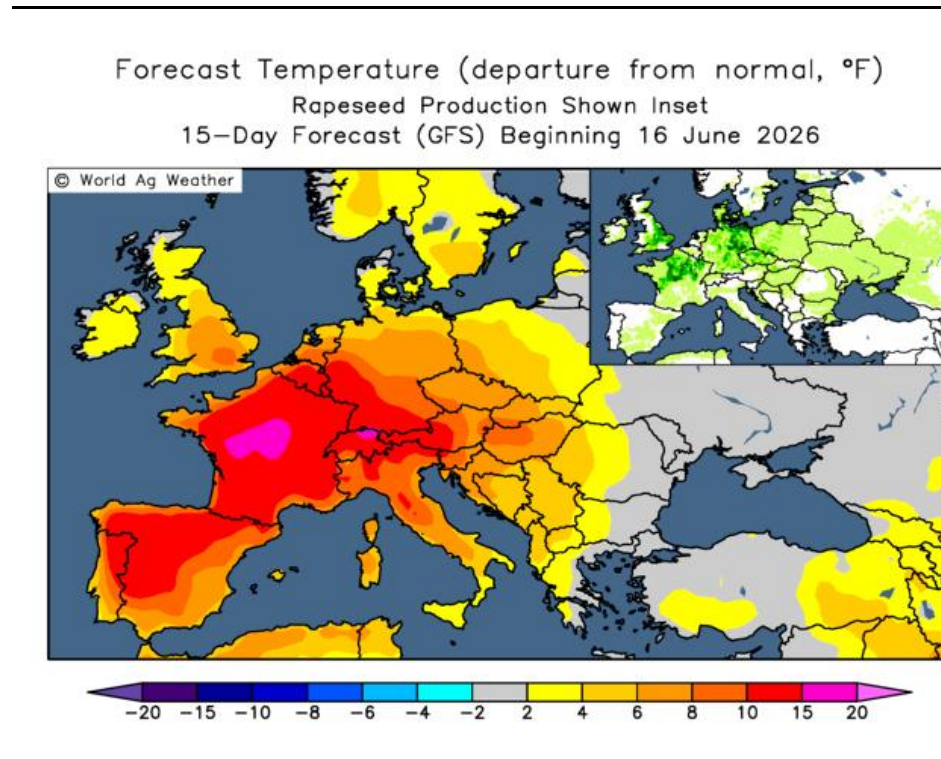 Forecast Temperature (departure from normal, ºF)
Rapeseed Production Shown Inset
15-Day Forecast (GFS) Beginning 16 June 2026
© World Ag Weather
-20 -15 -10 -8 -6 -4 -2 2 4 6 8 10 15 20